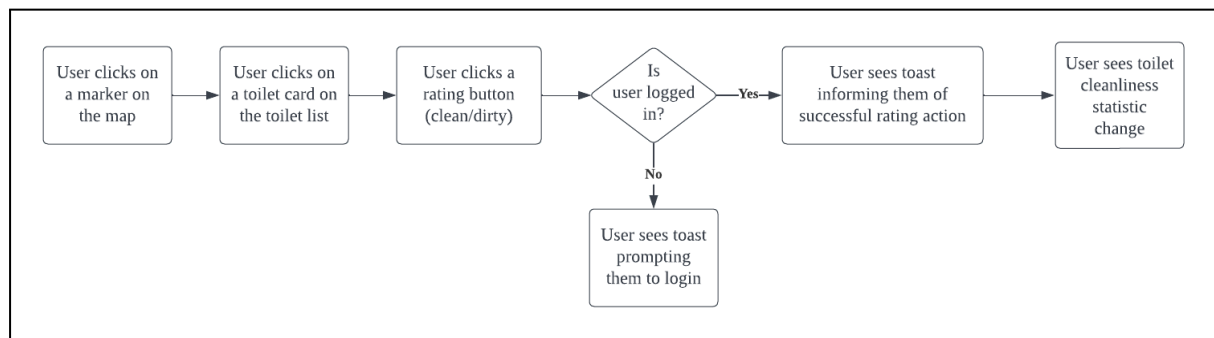 User clicks on
a marker on
the map
User clicks on
a toilet card on
the toilet list
User clicks a
rating button
(clean/dirty)
Is
user logged
in?
Yes
User sees toast
informing them of
successful rating action
User sees toilet
cleanliness
statistic
change
No
User sees toast
prompting
them to login